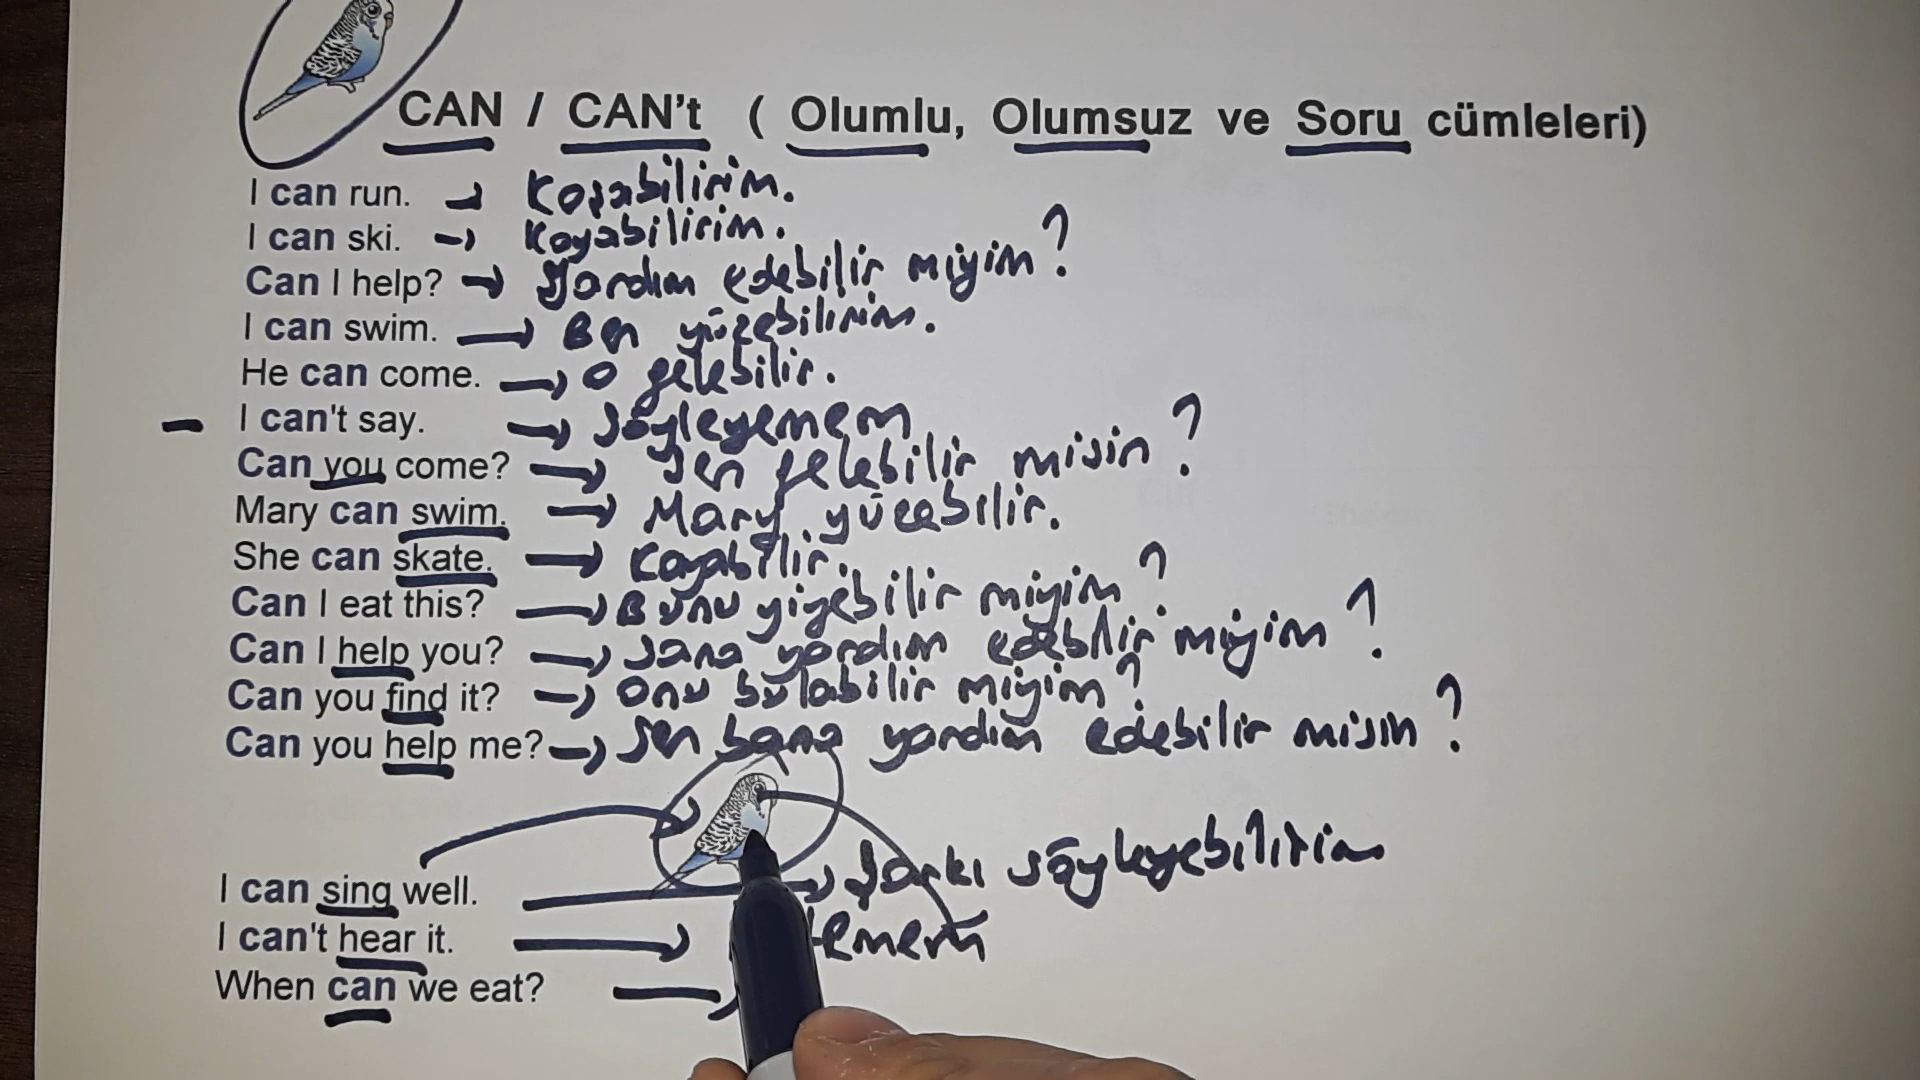 CAN / CAN't ( Olumlu, Olumsuz ve Soru cümleleri)
I can run. → Koşabilirim.
I can ski. → Kayabilirim.
Can I help? → Yardım edebilir miyim?
I can swim. → Ben yüzebilirim.
He can come. → O gelebilir.
- I can't say. → Söyleyemem
Can you come? → Sen gelebilir misin?
Mary can swim. → Mary yüzebilir.
She can skate. → Kayabilir.
Can I eat this? → Bunu yiyebilir miyim?
Can I help you? → Sana yardım edebilir miyim?
Can you find it? → Onu bulabilir miyim?
Can you help me? → Sen bana yardım edebilir misin?
I can sing well. → Şarkı söyleyebilirim
I can't hear it. →
When can we eat? →